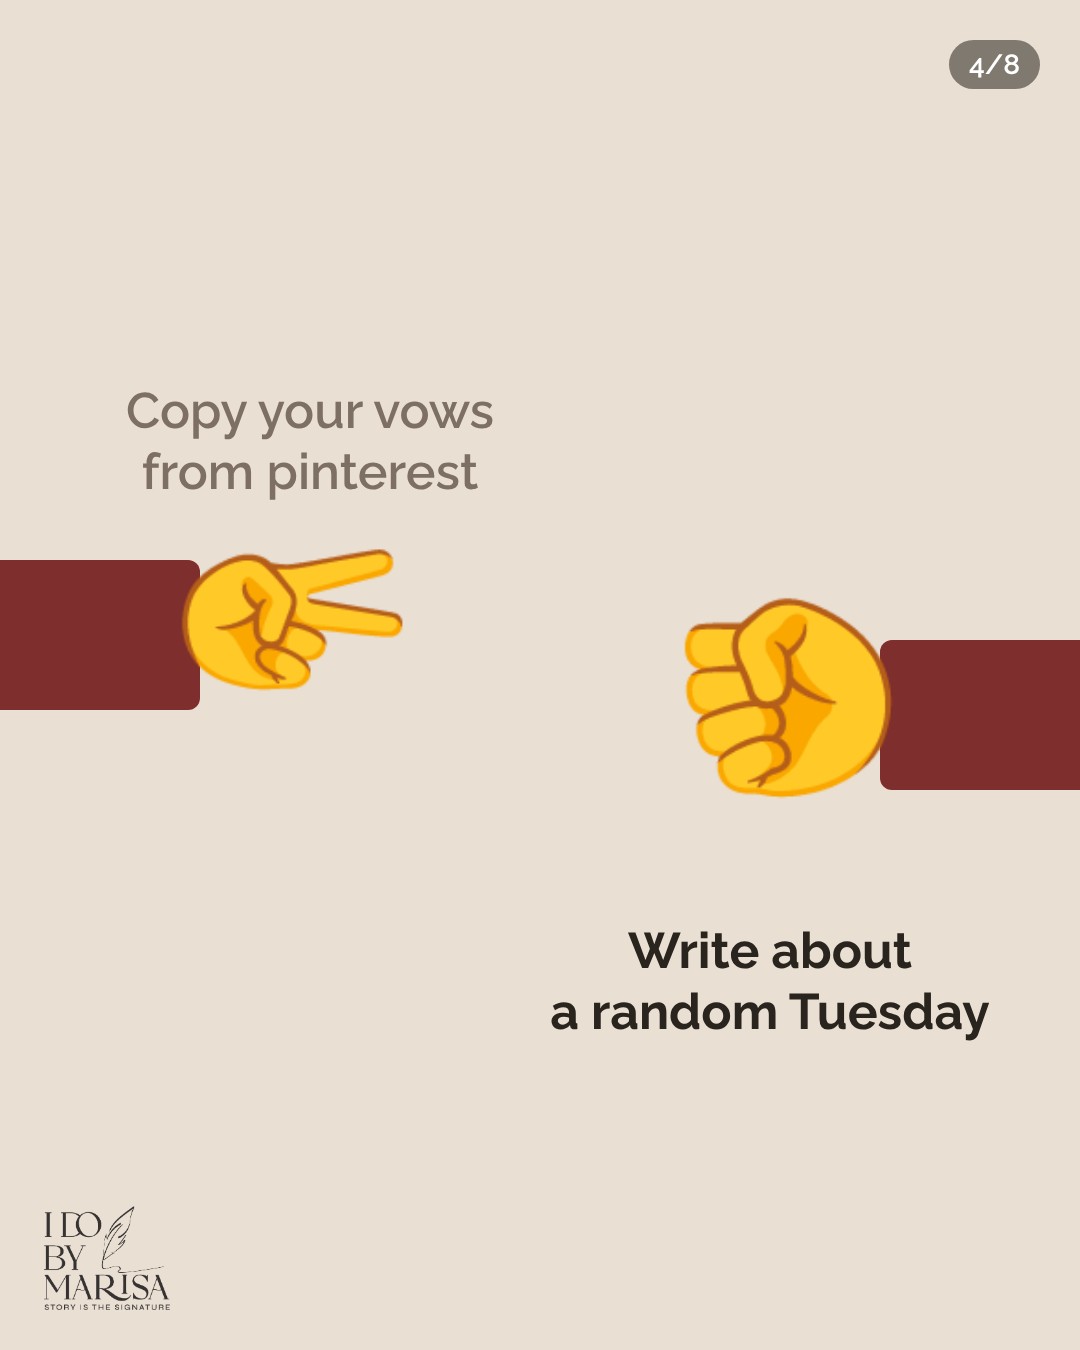 4/8
Copy your vows
from pinterest
Write about
a random Tuesday
I DO
BY
MARISA
STORY IS THE SIGNATURE